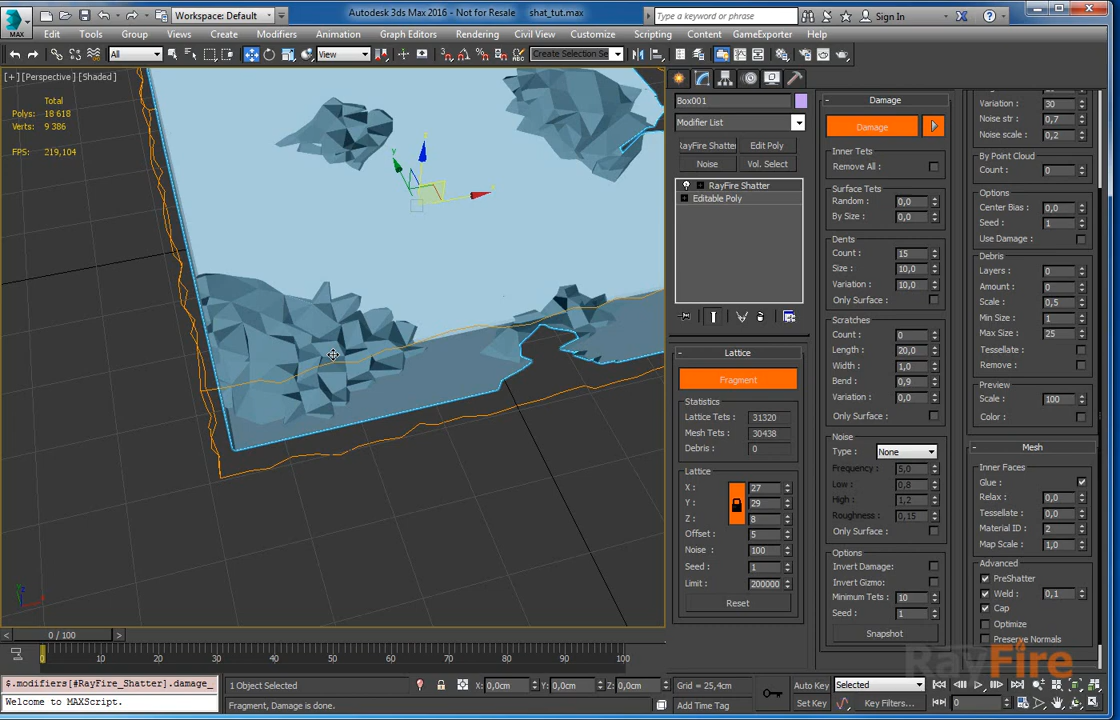 MAX
Workspace: Default
Autodesk 3ds Max 2016 - Not for Resale shat_tut.max
Type a keyword or phrase
Sign In
Edit Tools Group Views Create Modifiers Animation Graph Editors Rendering Civil View Customize Scripting Content GameExporter Help
All
View
Create Selection Se
[+] [Perspective] [Shaded]
Total
Polys: 18 618
Verts: 9 386
FPS: 219,104
Box001
Modifier List
RayFire Shatter
Edit Poly
Noise
Vol. Select
RayFire Shatter
Editable Poly
Lattice
Fragment
Statistics
Lattice Tets : 31320
Mesh Tets : 30438
Debris : 0
Lattice
X : 27
Y : 29
Z : 8
Offset : 5
Noise : 100
Seed : 1
Limit : 200000
Reset
Damage
Damage
Inner Tets
Remove All :
Surface Tets
Random : 0,0
By Size : 0,0
Dents
Count : 15
Size : 10,0
Variation : 10,0
Only Surface :
Scratches
Count : 0
Length : 20,0
Width : 1,0
Bend : 0,9
Variation : 0,0
Only Surface :
Noise
Type : None
Frequency : 5,0
Low : 0,8
High : 1,2
Roughness : 0,15
Only Surface :
Options
Invert Damage:
Invert Gizmo:
Minimum Tets : 10
Seed : 1
Snapshot
Variation : 30
Noise str : 0,7
Noise scale : 0,2
By Point Cloud
Count : 0
Options
Center Bias : 0,0
Seed : 1
Use Damage :
Debris
Layers : 0
Amount : 0
Scale : 0,5
Min Size : 1
Max Size : 25
Tessellate :
Remove :
Preview
Scale : 100
Color :
Mesh
Inner Faces
Glue :
Relax : 0,0
Tessellate : 0,0
Material ID : 2
Map Scale : 1,0
Advanced
PreShatter
Weld : 0,1
Cap
Optimize
Preserve Normals
RayFire
0 / 100
0 10 20 30 40 50 60 70 80 90 100
$.modifiers[#RayFire_Shatter].damage_
Welcome to MAXScript.
1 Object Selected
Fragment, Damage is done.
X: 0,0cm Y: 0,0cm Z: 0,0cm
Grid = 25,4cm
Add Time Tag
Auto Key
Selected
Set Key
Key Filters...
0